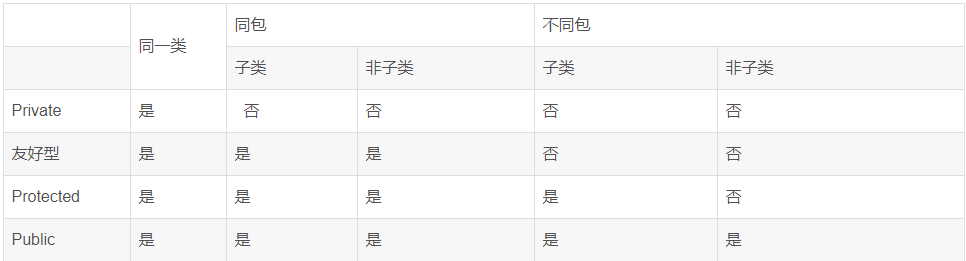 同一类 同包 不同包
子类 非子类 子类 非子类
Private 是 否 否 否 否
友好型 是 是 是 否 否
Protected 是 是 是 是 否
Public 是 是 是 是 是